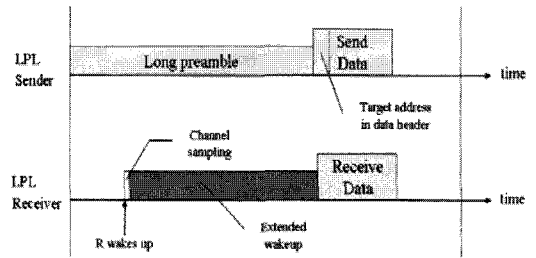 LPL
Sender
Long preamble
Send
Data
time
Target address
in data header
Channel
sampling
LPL
Receiver
Receive
Data
time
R wakes up
Extended
wakeup